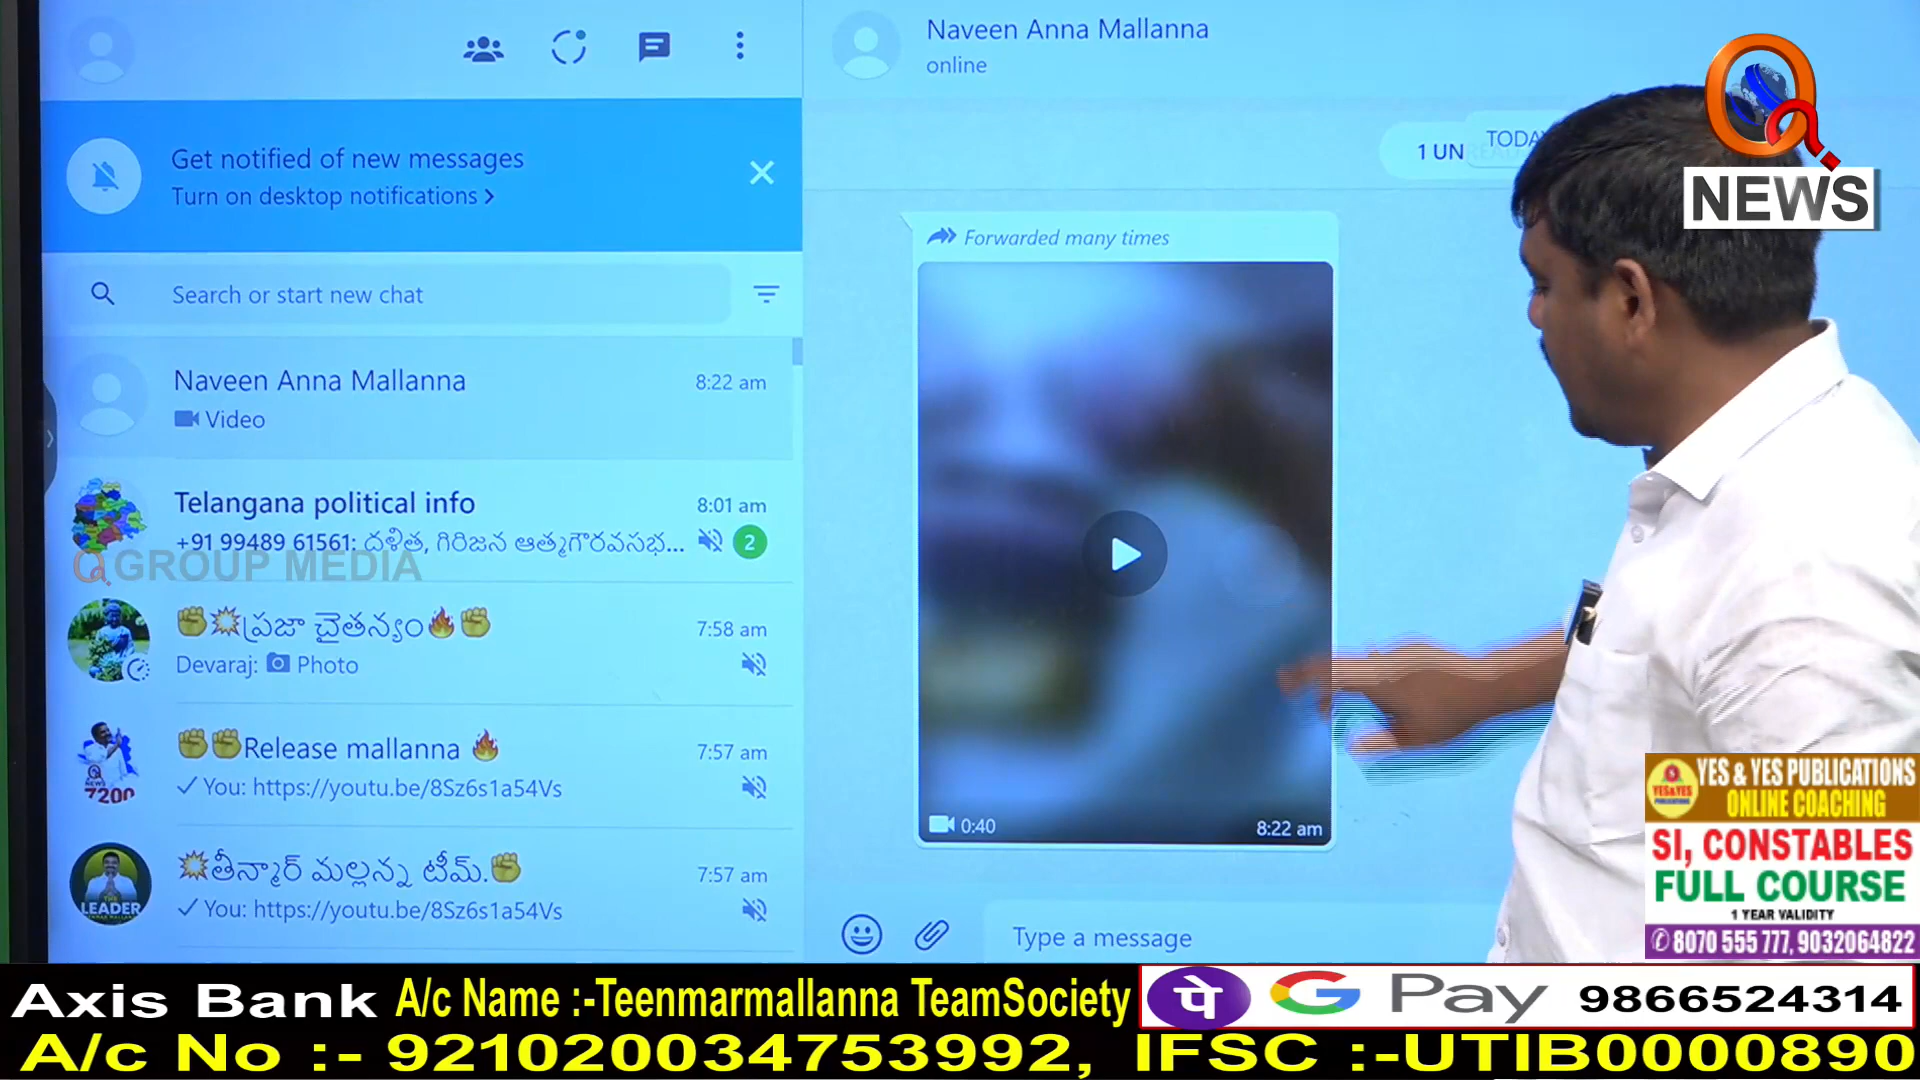 Naveen Anna Mallanna
online
Get notified of new messages
Turn on desktop notifications
Search or start new chat
Naveen Anna Mallanna 8:22 am
Video
Telangana political info 8:01 am
+91 99489 61561: దళిత, గిరిజన ఆత్మగౌరవసభ... 2
Q GROUP MEDIA
✊💥ప్రజా చైతన్యం🔥✊ 7:58 am
Devaraj: Photo
✊✊Release mallanna 🔥 7:57 am
✓ You: https://youtu.be/8Sz6s1a54Vs
7200
💥తీన్మార్ మల్లన్న టీమ్.✊ 7:57 am
✓ You: https://youtu.be/8Sz6s1a54Vs
THE
LEADER
TODAY
1 UN
Forwarded many times
0:40 8:22 am
Type a message
Q
NEWS
YES & YES PUBLICATIONS
ONLINE COACHING
YES&YES
SI, CONSTABLES
FULL COURSE
1 YEAR VALIDITY
8070 555 777, 9032064822
Axis Bank A/c Name :-Teenmarmallanna TeamSociety पे G Pay 9866524314
A/c No :- 921020034753992, IFSC :-UTIB0000890